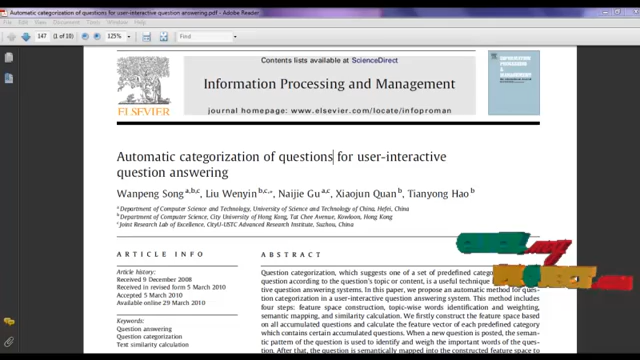 Automatic categorization of questions for user-interactive question answering.pdf - Adobe Reader
File Edit View Document Tools Window Help
147 (1 of 10) 125% Find
Contents lists available at ScienceDirect
Information Processing and Management
journal homepage: www.elsevier.com/locate/infoproman
ELSEVIER
INFORMATION
PROCESSING
&
MANAGEMENT
Automatic categorization of questions for user-interactive
question answering
Wanpeng Song a,b,c, Liu Wenyin b,c,*, Naijie Gu a,c, Xiaojun Quan b, Tianyong Hao b
a Department of Computer Science and Technology, University of Science and Technology of China, Hefei, China
b Department of Computer Science, City University of Hong Kong, Tat Chee Avenue, Kowloon, Hong Kong
c Joint Research Lab of Excellence, CityU-USTC Advanced Research Institute, Suzhou, China
ARTICLE INFO
Article history:
Received 9 December 2008
Received in revised form 5 March 2010
Accepted 5 March 2010
Available online 29 March 2010
Keywords:
Question answering
Question categorization
Text similarity calculation
ABSTRACT
Question categorization, which suggests one of a set of predefined
question according to the question's topic or content, is a useful technique
tive question answering systems. In this paper, we propose an automatic method for ques-
tion categorization in a user-interactive question answering system. This method includes
four steps: feature space construction, topic-wise words identification and weighting,
semantic mapping, and similarity calculation. We firstly construct the feature space based
on all accumulated questions and calculate the feature vector of each predefined category
which contains certain accumulated questions. When a new question is posted, the seman-
tic pattern of the question is used to identify and weigh the important words of the
question. After that, the question is semantically mapped into the constructed feature space to